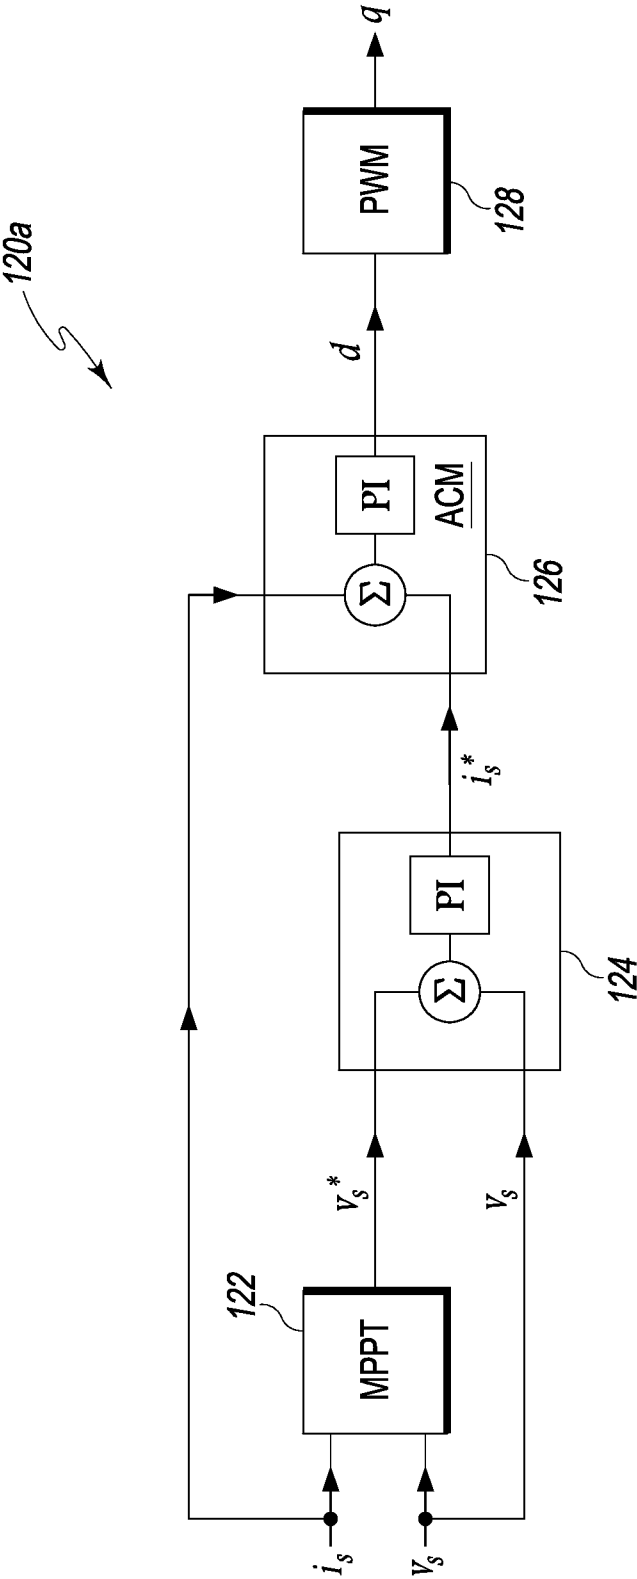 120a
i_s
v_s
122
MPPT
v_s^*
v_s
Σ
PI
124
i_s^*
Σ
PI
ACM
126
d
PWM
128
q